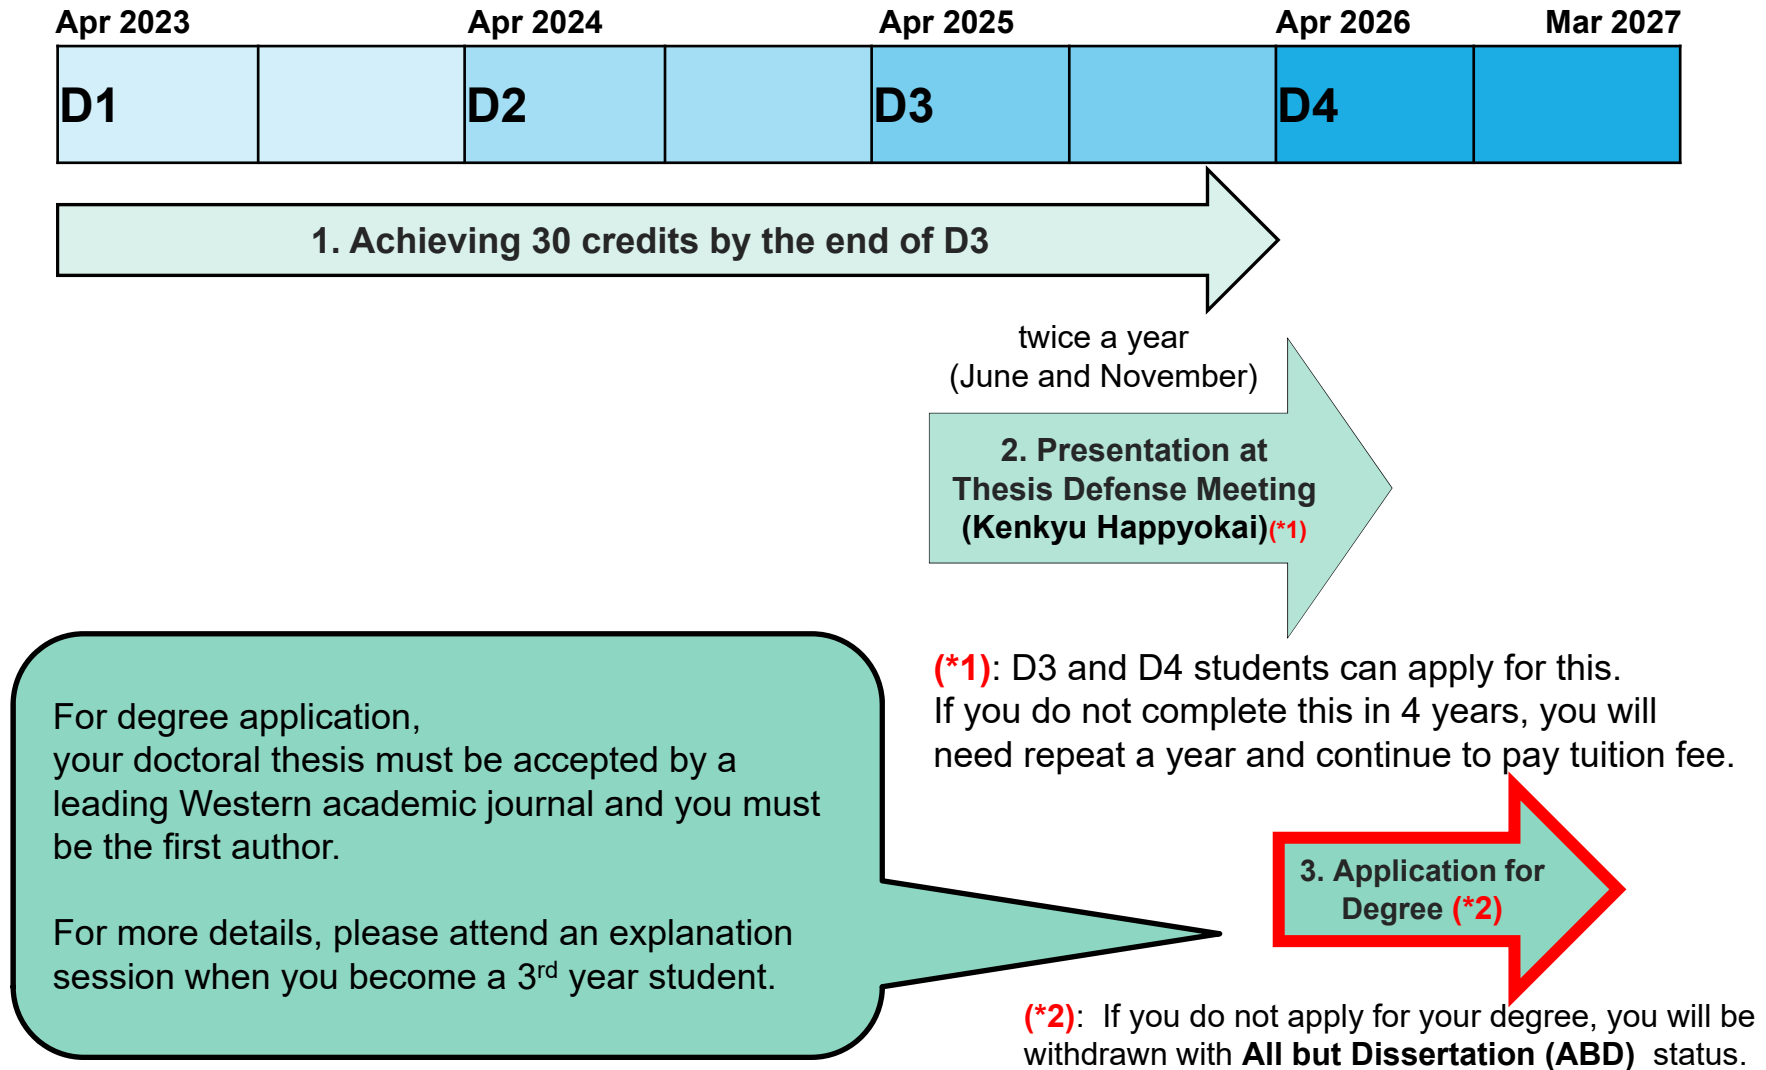 Apr 2023 Apr 2024 Apr 2025 Apr 2026 Mar 2027
D1 D2 D3 D4
1. Achieving 30 credits by the end of D3
twice a year
(June and November)
2. Presentation at
Thesis Defense Meeting
(Kenkyu Happyokai)(*1)
(*1): D3 and D4 students can apply for this.
If you do not complete this in 4 years, you will
need repeat a year and continue to pay tuition fee.
For degree application,
your doctoral thesis must be accepted by a
leading Western academic journal and you must
be the first author.
For more details, please attend an explanation
session when you become a 3rd year student.
3. Application for
Degree (*2)
(*2): If you do not apply for your degree, you will be
withdrawn with All but Dissertation (ABD) status.